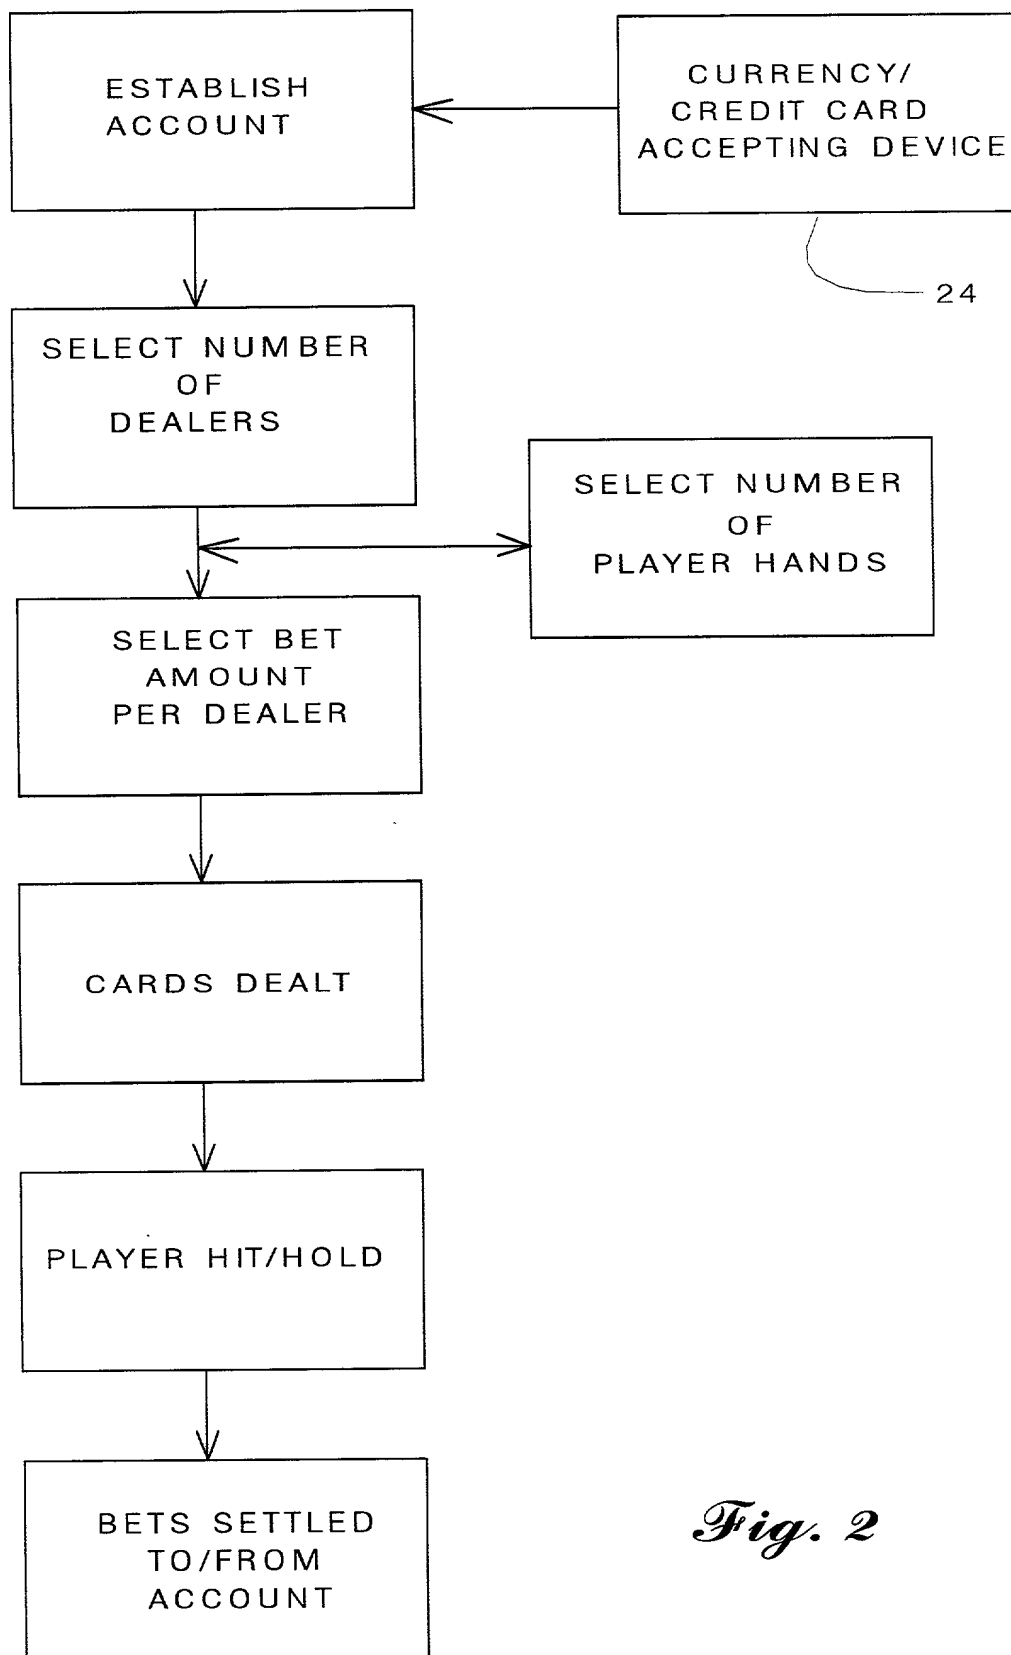 ESTABLISH
ACCOUNT
CURRENCY/
CREDIT CARD
ACCEPTING DEVICE
24
SELECT NUMBER
OF
DEALERS
SELECT NUMBER
OF
PLAYER HANDS
SELECT BET
AMOUNT
PER DEALER
CARDS DEALT
PLAYER HIT/HOLD
BETS SETTLED
TO/FROM
ACCOUNT
Fig. 2